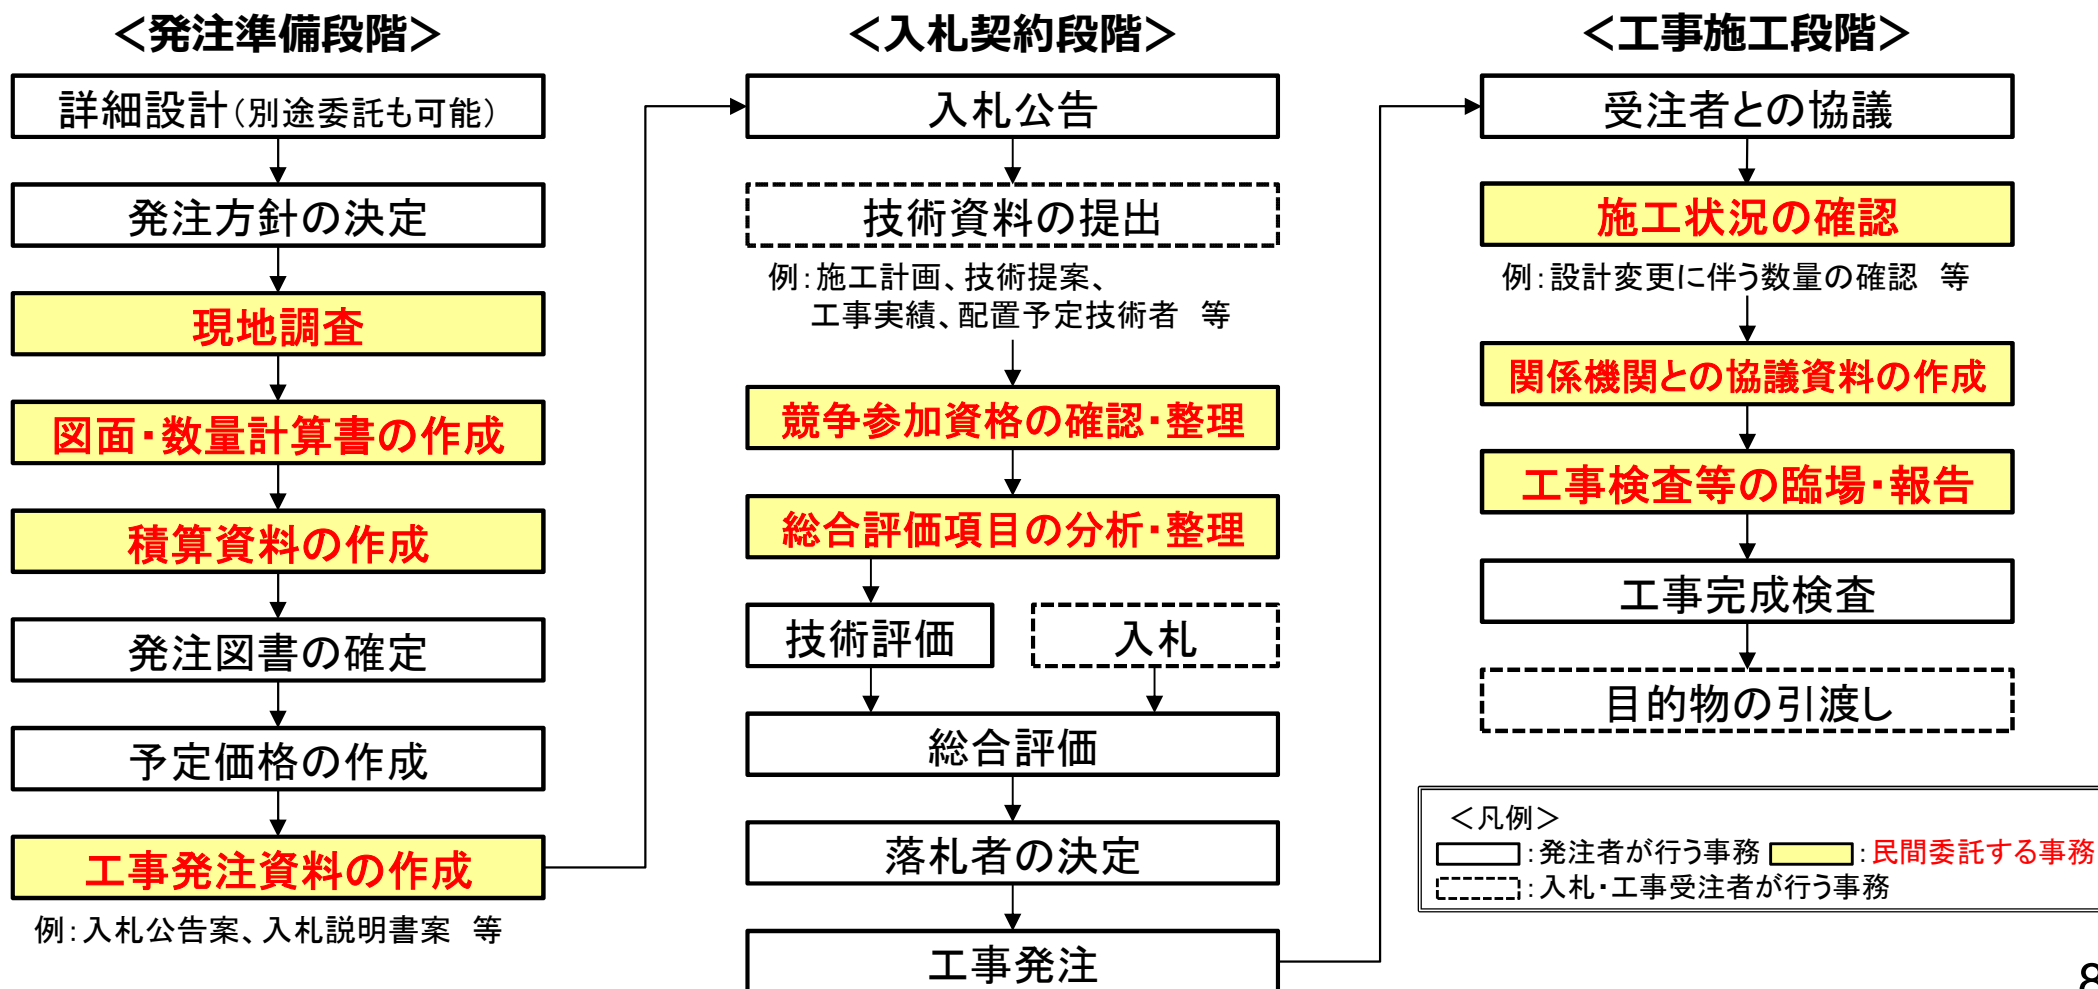 ＜発注準備段階＞
詳細設計（別途委託も可能）
発注方針の決定
現地調査
図面・数量計算書の作成
積算資料の作成
発注図書の確定
予定価格の作成
工事発注資料の作成
例：入札公告案、入札説明書案　等
＜入札契約段階＞
入札公告
技術資料の提出
例：施工計画、技術提案、
工事実績、配置予定技術者　等
競争参加資格の確認・整理
総合評価項目の分析・整理
技術評価
入札
総合評価
落札者の決定
工事発注
＜工事施工段階＞
受注者との協議
施工状況の確認
例：設計変更に伴う数量の確認　等
関係機関との協議資料の作成
工事検査等の臨場・報告
工事完成検査
目的物の引渡し
＜凡例＞
：発注者が行う事務　：民間委託する事務
：入札・工事受注者が行う事務
8